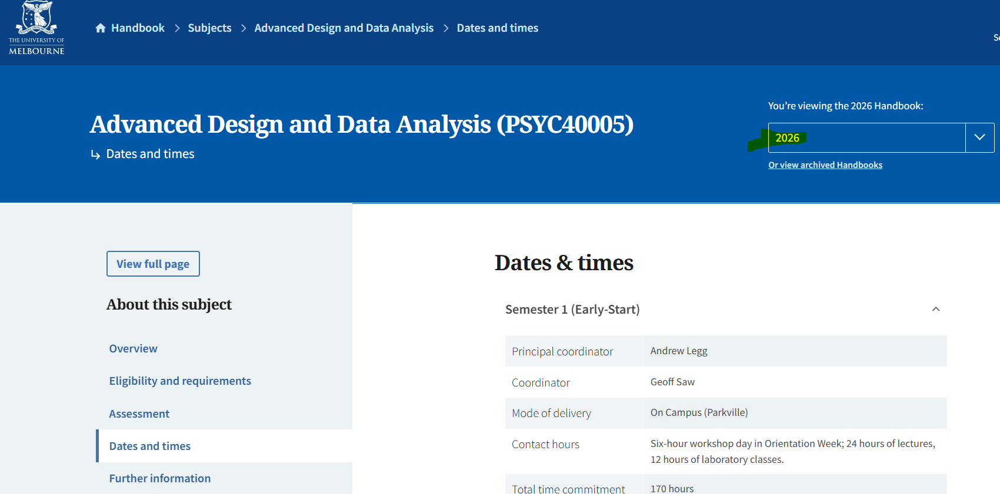 THE UNIVERSITY OF
MELBOURNE
Handbook > Subjects > Advanced Design and Data Analysis > Dates and times
Advanced Design and Data Analysis (PSYC40005)
Dates and times
You're viewing the 2026 Handbook:
2026
Or view archived Handbooks
View full page
About this subject
Overview
Eligibility and requirements
Assessment
Dates and times
Further information
Dates & times
Semester 1 (Early-Start)
Principal coordinator Andrew Legg
Coordinator Geoff Saw
Mode of delivery On Campus (Parkville)
Contact hours Six-hour workshop day in Orientation Week; 24 hours of lectures,
12 hours of laboratory classes.
Total time commitment 170 hours